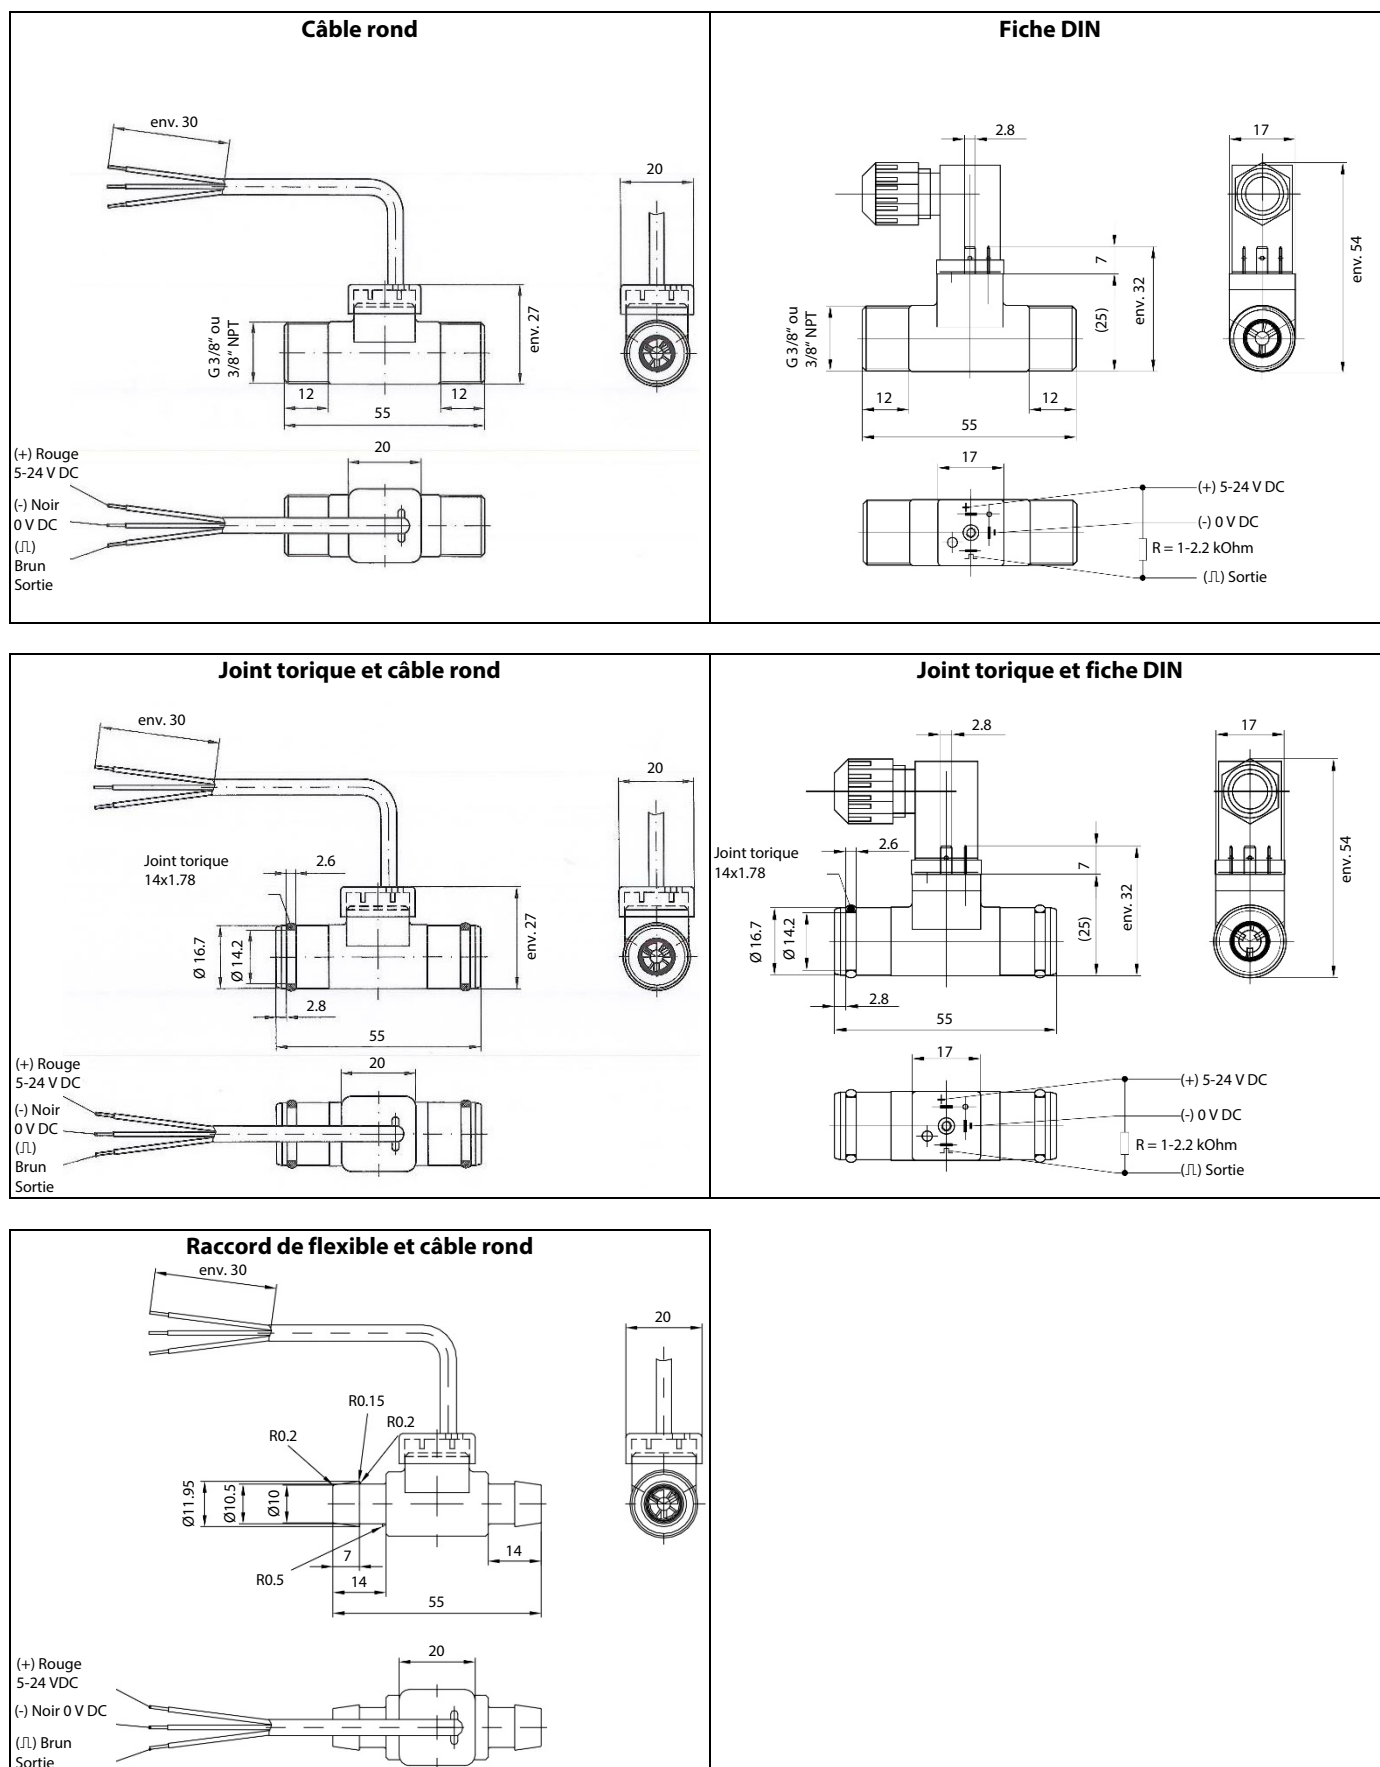 Câble rond
env. 30
20
G 3/8“ ou
3/8“ NPT
env. 27
12
12
55
20
(+) Rouge
5-24 V DC
(-) Noir
0 V DC
(⎍)
Brun
Sortie
Fiche DIN
2.8
17
7
env. 32
(25)
env. 54
G 3/8“ ou
3/8“ NPT
12
12
55
17
+
-
(+) 5-24 V DC
(-) 0 V DC
R = 1-2.2 kOhm
(⎍) Sortie
Joint torique et câble rond
env. 30
20
Joint torique
14x1.78
2.6
Ø 16.7
Ø 14.2
env. 27
2.8
55
20
(+) Rouge
5-24 V DC
(-) Noir
0 V DC
(⎍)
Brun
Sortie
Joint torique et fiche DIN
2.8
17
Joint torique
14x1.78
2.6
7
env. 32
(25)
env. 54
Ø 16.7
Ø 14.2
2.8
55
17
+
-
(+) 5-24 V DC
(-) 0 V DC
R = 1-2.2 kOhm
(⎍) Sortie
Raccord de flexible et câble rond
env. 30
20
R0.15
R0.2
R0.2
Ø11.95
Ø10.5
Ø10
7
14
R0.5
14
55
20
(+) Rouge
5-24 VDC
(-) Noir 0 V DC
(⎍) Brun
Sortie